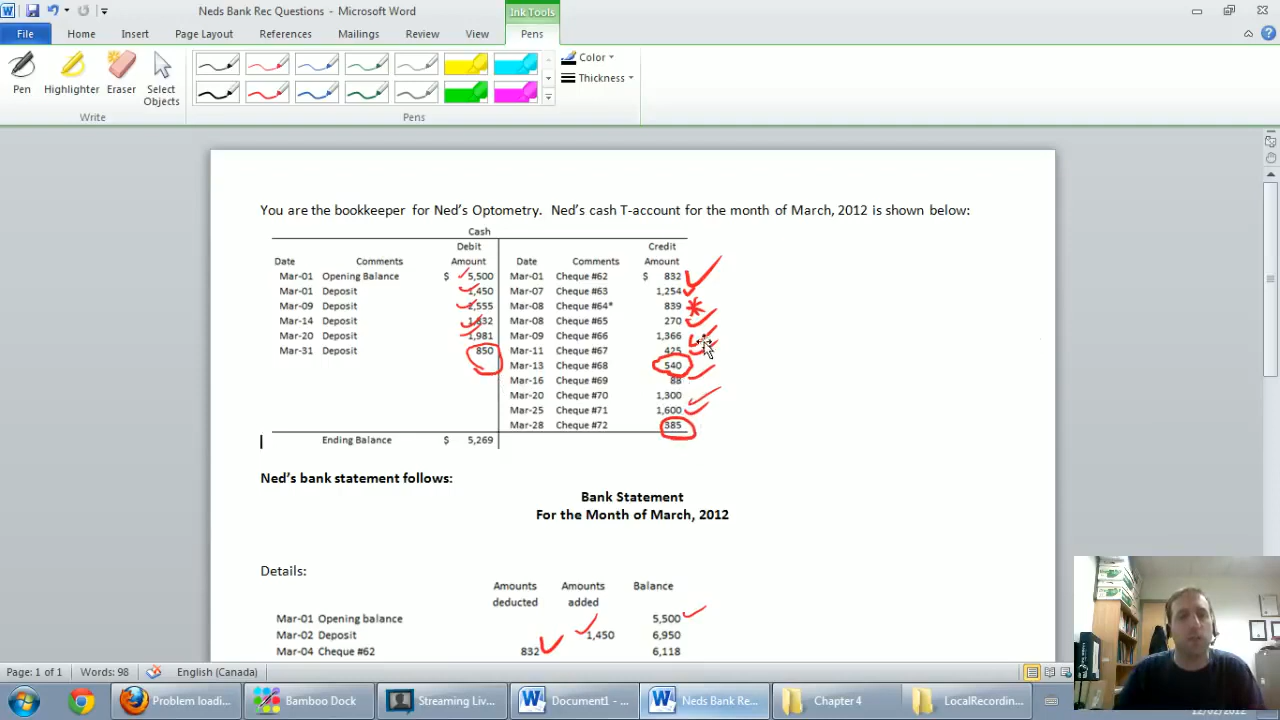 Neds Bank Rec Questions - Microsoft Word
Ink Tools
File Home Insert Page Layout References Mailings Review View Pens
Pen Highlighter Eraser Select Objects
Color
Thickness
Write Pens
You are the bookkeeper for Ned's Optometry. Ned's cash T-account for the month of March, 2012 is shown below:
Cash
Debit Credit
Date Comments Amount Date Comments Amount
Mar-01 Opening Balance $ 5,500 Mar-01 Cheque #62 $ 832
Mar-01 Deposit 1,450 Mar-07 Cheque #63 1,254
Mar-09 Deposit 2,555 Mar-08 Cheque #64* 839
Mar-14 Deposit Mar-08 Cheque #65 270
Mar-20 Deposit 1,981 Mar-09 Cheque #66 1,366
Mar-31 Deposit 850 Mar-11 Cheque #67 425
Mar-13 Cheque #68 540
Mar-16 Cheque #69 88
Mar-20 Cheque #70 1,300
Mar-25 Cheque #71 1,600
Mar-28 Cheque #72 385
Ending Balance $ 5,269
Ned's bank statement follows:
Bank Statement
For the Month of March, 2012
Details:
Amounts Amounts Balance
deducted added
Mar-01 Opening balance 5,500
Mar-02 Deposit 1,450 6,950
Mar-04 Cheque #62 832 6,118
Page: 1 of 1 Words: 98 English (Canada)
Problem loadi... Bamboo Do Streaming Liv... Document1 - ... Neds Bank Re... Chapter 4 LocalRecordin...